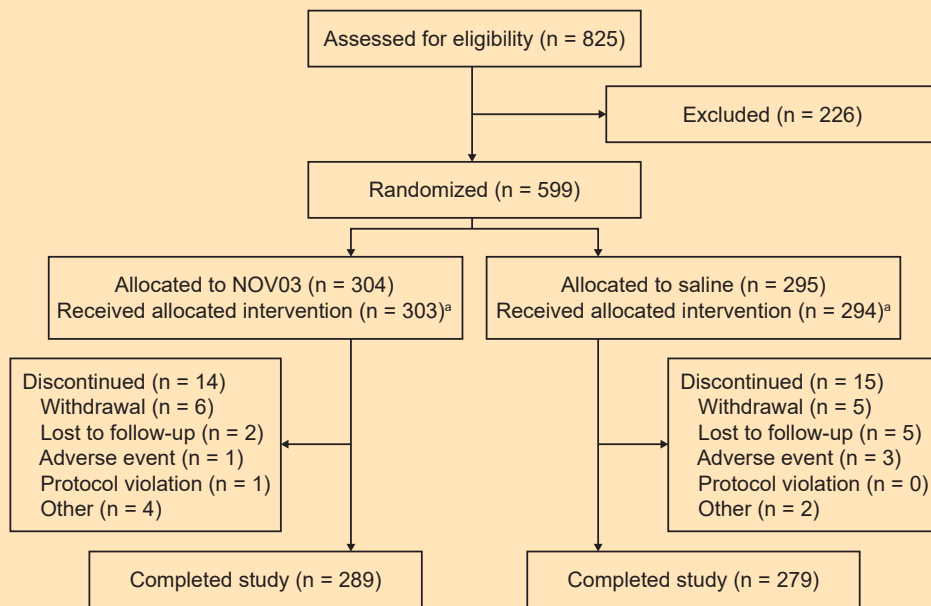 Assessed for eligibility (n = 825)
Excluded (n = 226)
Randomized (n = 599)
Allocated to NOV03 (n = 304)
Received allocated intervention (n = 303)ᵃ
Allocated to saline (n = 295)
Received allocated intervention (n = 294)ᵃ
Discontinued (n = 14)
Withdrawal (n = 6)
Lost to follow-up (n = 2)
Adverse event (n = 1)
Protocol violation (n = 1)
Other (n = 4)
Discontinued (n = 15)
Withdrawal (n = 5)
Lost to follow-up (n = 5)
Adverse event (n = 3)
Protocol violation (n = 0)
Other (n = 2)
Completed study (n = 289)
Completed study (n = 279)